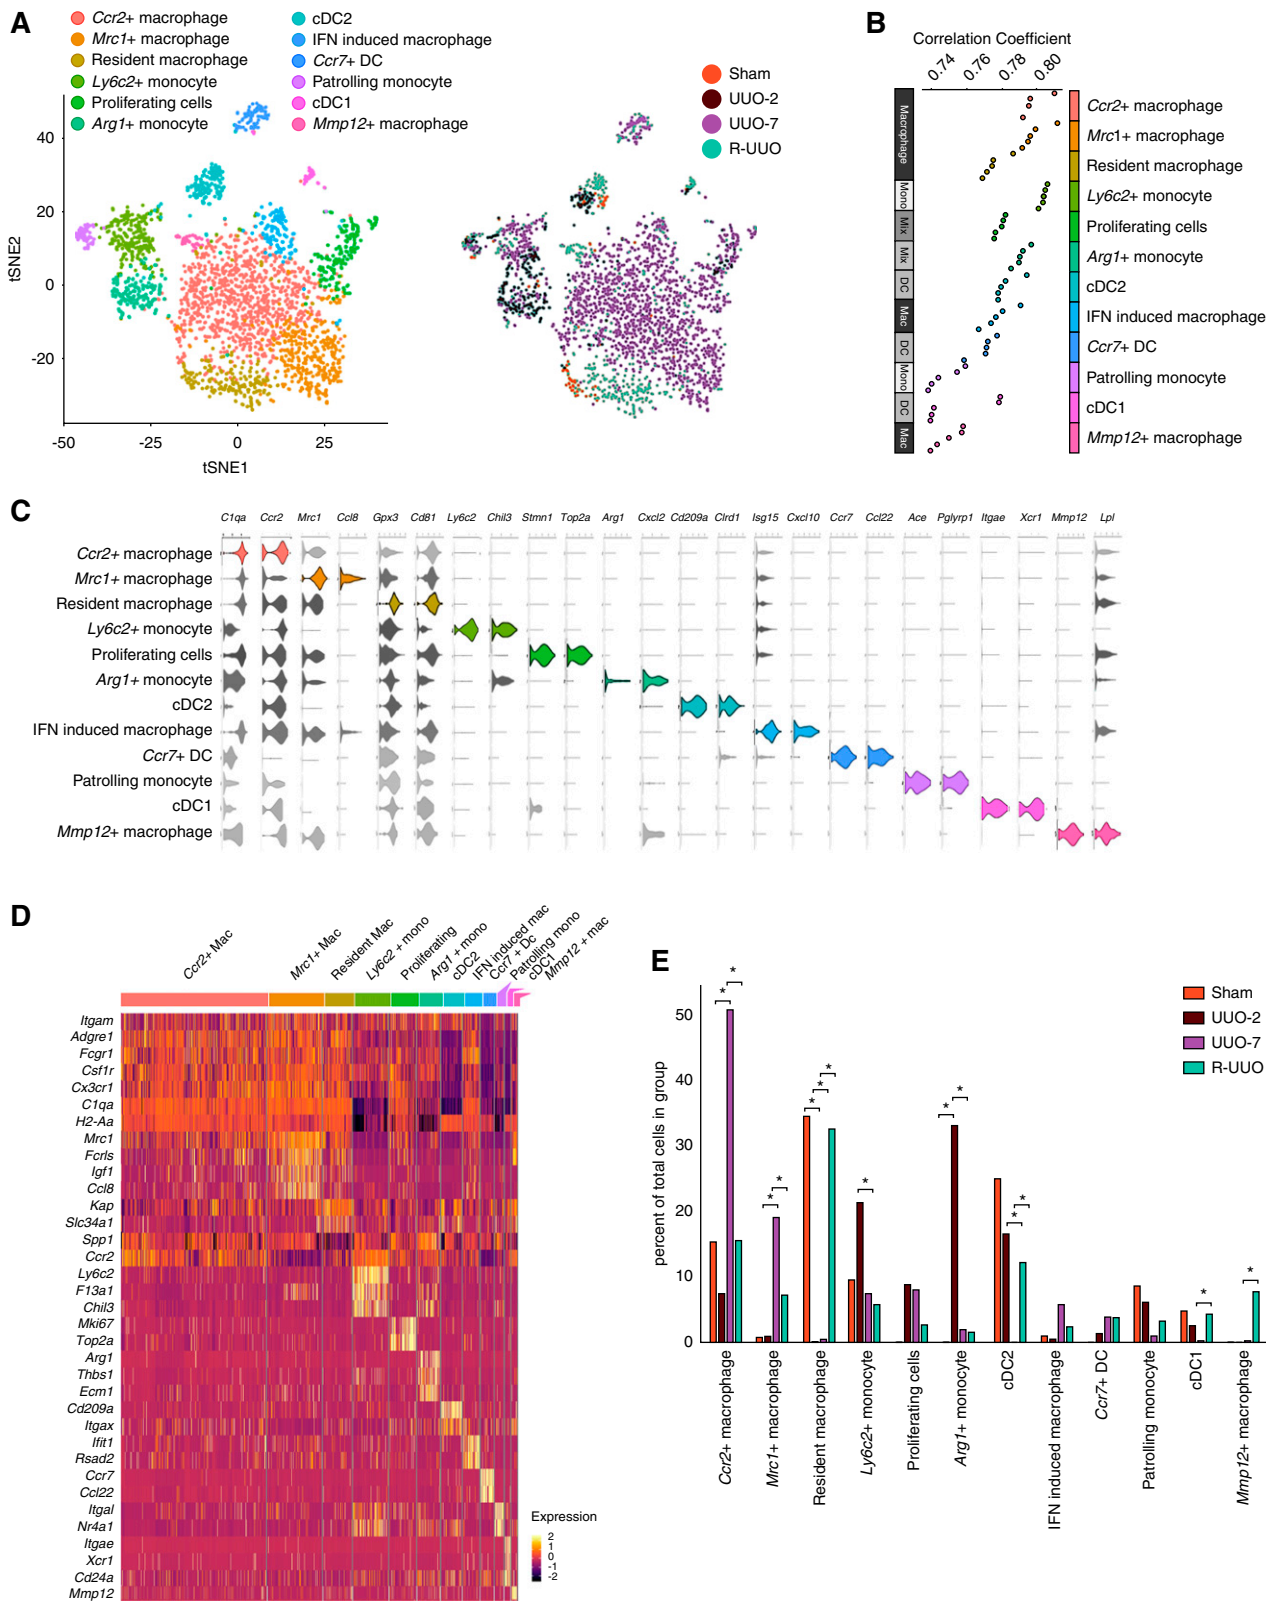 A
Ccr2+ macrophage
Mrc1+ macrophage
Resident macrophage
Ly6c2+ monocyte
Proliferating cells
Arg1+ monocyte
cDC2
IFN induced macrophage
Ccr7+ DC
Patrolling monocyte
cDC1
Mmp12+ macrophage
Sham
UUO-2
UUO-7
R-UUO
tSNE2
40
20
0
-20
-50 -25 0 25
tSNE1
B
Correlation Coefficient
0.74 0.76 0.78 0.80
Macrophage
Mono
Mix
Mix
DC
Mac
DC
Mono
DC
Mac
Ccr2+ macrophage
Mrc1+ macrophage
Resident macrophage
Ly6c2+ monocyte
Proliferating cells
Arg1+ monocyte
cDC2
IFN induced macrophage
Ccr7+ DC
Patrolling monocyte
cDC1
Mmp12+ macrophage
C
C1qa Ccr2 Mrc1 Ccl8 Gpx3 Cd81 Ly6c2 Chil3 Stmn1 Top2a Arg1 Cxcl2 Cd209a Clrd1 Isg15 Cxcl10 Ccr7 Ccl22 Ace Pglyrp1 Itgae Xcr1 Mmp12 Lpl
Ccr2+ macrophage
Mrc1+ macrophage
Resident macrophage
Ly6c2+ monocyte
Proliferating cells
Arg1+ monocyte
cDC2
IFN induced macrophage
Ccr7+ DC
Patrolling monocyte
cDC1
Mmp12+ macrophage
D
Ccr2+ Mac
Mrc1+ Mac
Resident Mac
Ly6c2 + mono
Proliferating
Arg1 + mono
cDC2
IFN induced mac
Ccr7 + Dc
Patrolling mono
cDC1
Mmp12 + mac
Itgam
Adgre1
Fcgr1
Csf1r
Cx3cr1
C1qa
H2-Aa
Mrc1
Fcrls
Igf1
Ccl8
Kap
Slc34a1
Spp1
Ccr2
Ly6c2
F13a1
Chil3
Mki67
Top2a
Arg1
Thbs1
Ecm1
Cd209a
Itgax
Ifit1
Rsad2
Ccr7
Ccl22
Itgal
Nr4a1
Itgae
Xcr1
Cd24a
Mmp12
Expression
2
1
0
-1
-2
E
percent of total cells in group
50
40
30
20
10
0
* * * * * * * * * * * * * *
Sham
UUO-2
UUO-7
R-UUO
Ccr2+ macrophage
Mrc1+ macrophage
Resident macrophage
Ly6c2+ monocyte
Proliferating cells
Arg1+ monocyte
cDC2
IFN induced macrophage
Ccr7+ DC
Patrolling monocyte
cDC1
Mmp12+ macrophage